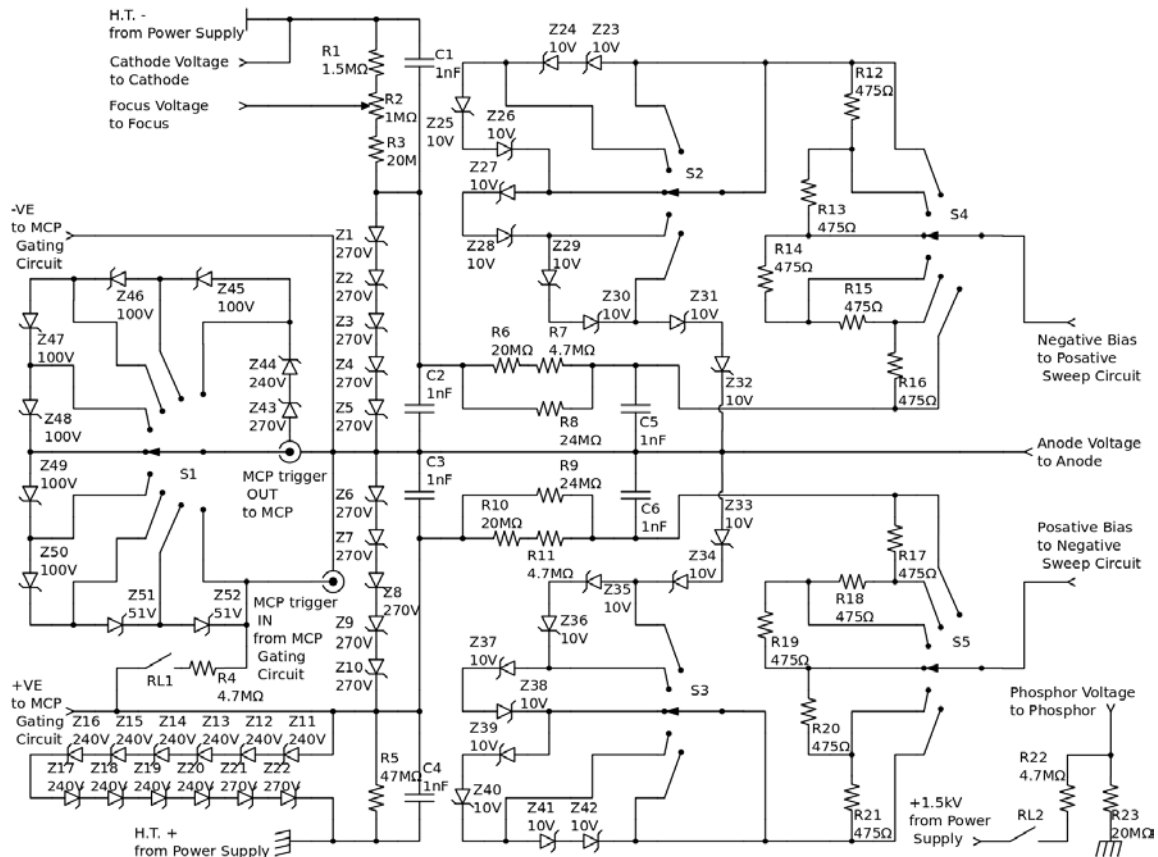 H.T. -
from Power Supply
Cathode Voltage
to Cathode
Focus Voltage
to Focus
R1
1.5MΩ
R2
1MΩ
R3
20M
C1
1nF
Z24
10V
Z23
10V
Z25
10V
Z26
10V
Z27
10V
Z28
10V
Z29
10V
Z30
10V
Z31
10V
Z32
10V
S2
R12
475Ω
R13
475Ω
R14
475Ω
R15
475Ω
R16
475Ω
S4
Negative Bias
to Posative
Sweep Circuit
-VE
to MCP
Gating
Circuit
Z1
270V
Z2
270V
Z3
270V
Z4
270V
Z5
270V
Z46
100V
Z45
100V
Z47
100V
Z48
100V
Z44
240V
Z43
270V
C2
1nF
R6
20MΩ
R7
4.7MΩ
R8
24MΩ
C5
1nF
Anode Voltage
to Anode
Z49
100V
Z50
100V
Z51
51V
Z52
51V
S1
MCP trigger
OUT
to MCP
MCP trigger
IN
from MCP
Gating
Circuit
C3
1nF
R9
24MΩ
R10
20MΩ
R11
4.7MΩ
C6
1nF
Z33
10V
Z34
10V
Z35
10V
Z36
10V
Z37
10V
Z38
10V
Z39
10V
Z40
10V
Z41
10V
Z42
10V
S3
Z6
270V
Z7
270V
Z8
270V
Z9
270V
Z10
270V
R17
475Ω
R18
475Ω
R19
475Ω
R20
475Ω
R21
475Ω
S5
Posative Bias
to Negative
Sweep Circuit
RL1
R4
4.7MΩ
+VE
to MCP
Gating
Circuit
Z16
240V
Z15
240V
Z14
240V
Z13
240V
Z12
240V
Z11
240V
Z17
240V
Z18
240V
Z19
240V
Z20
240V
Z21
270V
Z22
270V
R5
47MΩ
C4
1nF
H.T. +
from Power Supply
Phosphor Voltage
to Phosphor
R22
4.7MΩ
+1.5kV
from Power
Supply
RL2
R23
20MΩ